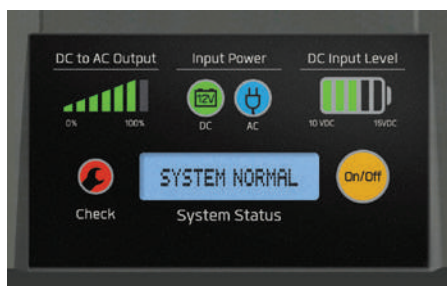 DC to AC Output
Input Power
DC Input Level
12V
0%
100%
DC
AC
10 VDC
15VDC
SYSTEM NORMAL
On/Off
Check
System Status